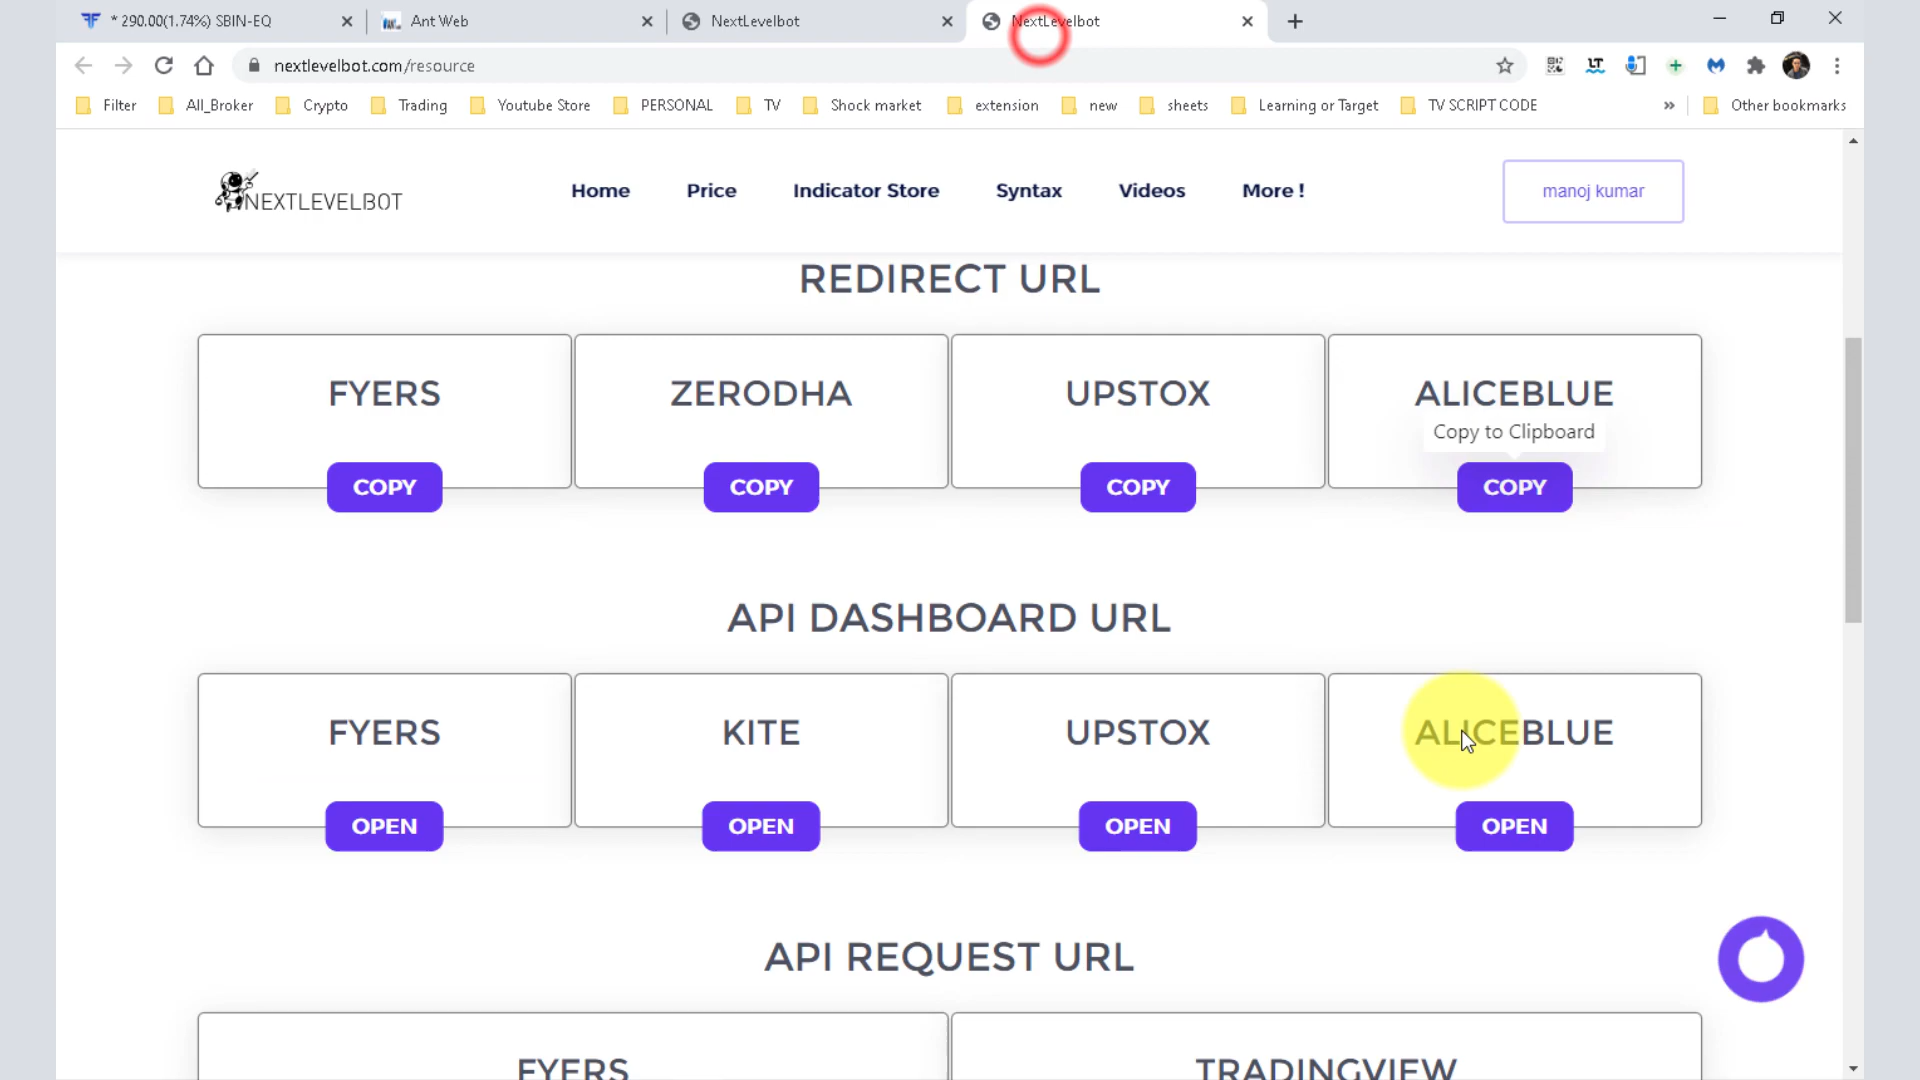 * 290.00(1.74%) SBIN-EQ
Ant Web
NextLevelbot
NextLevelbot
nextlevelbot.com/resource
Filter
All_Broker
Crypto
Trading
Youtube Store
PERSONAL
TV
Shock market
extension
new
sheets
Learning or Target
TV SCRIPT CODE
»
Other bookmarks
NEXTLEVELBOT
Home
Price
Indicator Store
Syntax
Videos
More !
manoj kumar
REDIRECT URL
FYERS
ZERODHA
UPSTOX
ALICEBLUE
Copy to Clipboard
COPY
COPY
COPY
COPY
API DASHBOARD URL
FYERS
KITE
UPSTOX
ALICEBLUE
OPEN
OPEN
OPEN
OPEN
API REQUEST URL
FYERS
TRADINGVIEW